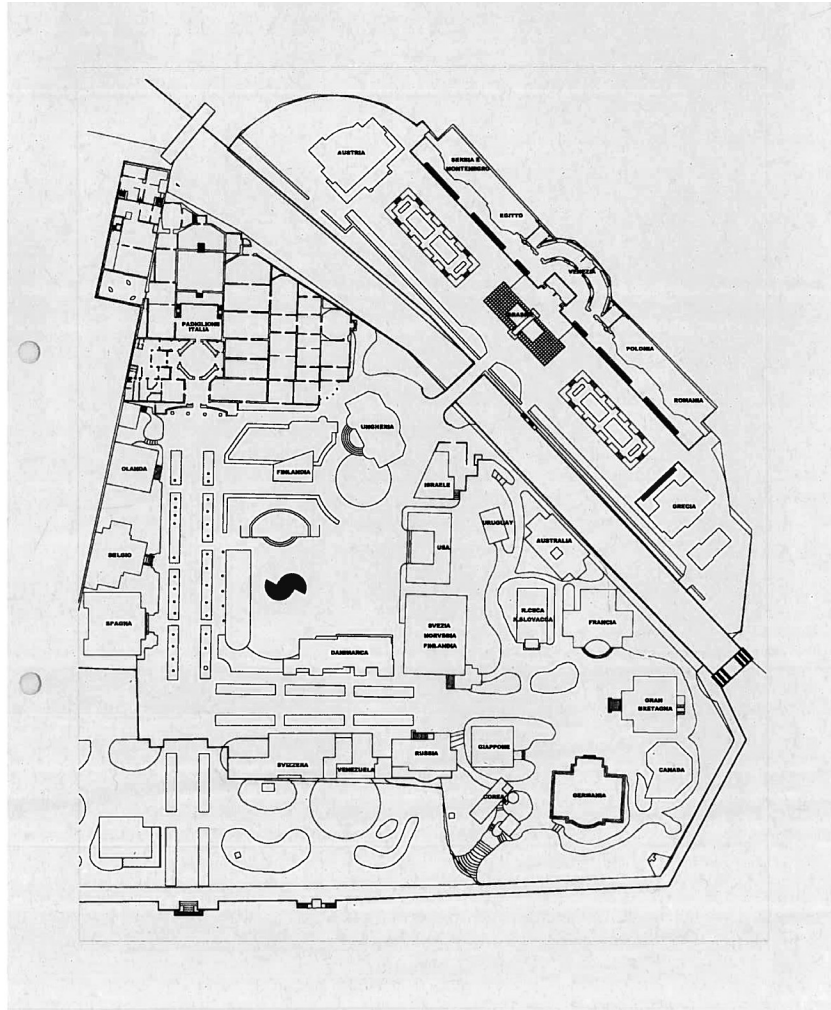 AUSTRIA
SERBIA E
MONTENEGRO
EGITTO
VENEZIA
BRASILE
POLONIA
ROMANIA
GRECIA
PADIGLIONE
ITALIA
UNGHERIA
FINLANDIA
OLANDA
ISRAELE
URUGUAY
AUSTRALIA
USA
BELGIO
SPAGNA
R.CECA
R.SLOVACCA
FRANCIA
SVEZIA
NORVEGIA
FINLANDIA
DANIMARCA
GRAN
BRETAGNA
RUSSIA
GIAPPONE
SVIZZERA
VENEZUELA
CANADA
COREA
GERMANIA